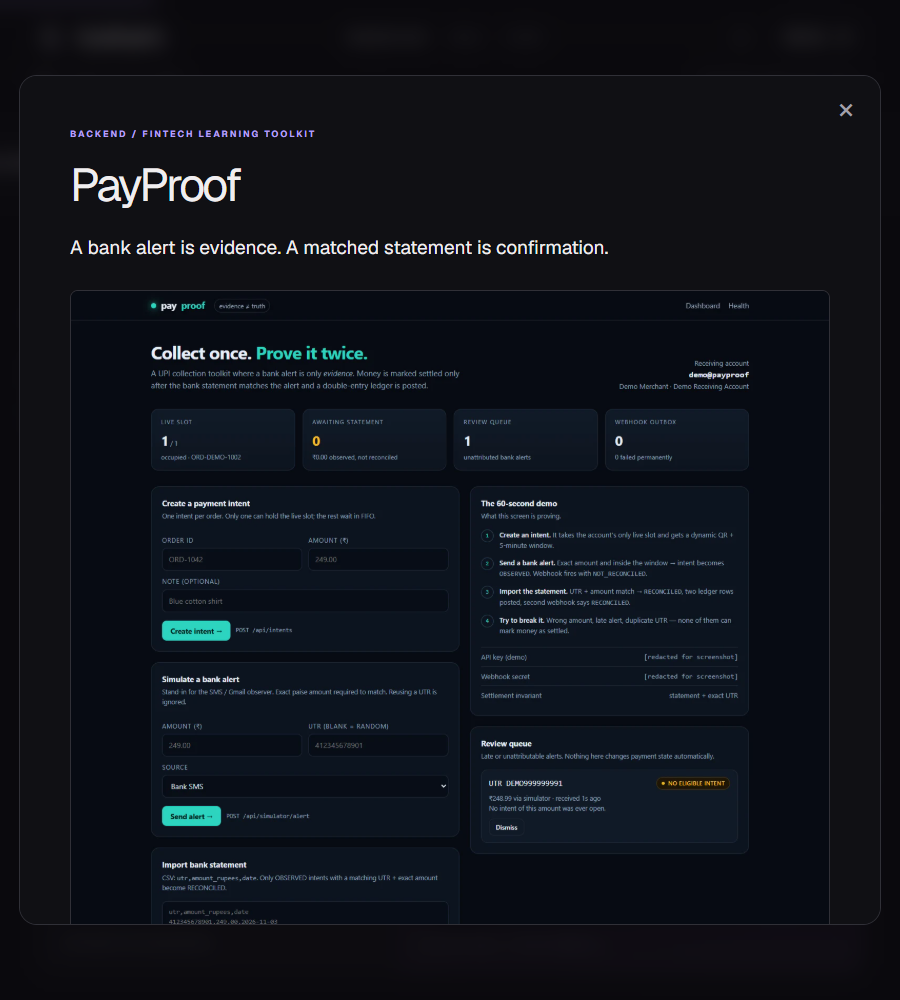 ×
BACKEND / FINTECH LEARNING TOOLKIT
PayProof
A bank alert is evidence. A matched statement is confirmation.
pay proof
evidence ≠ truth
Dashboard Health
Collect once. Prove it twice.
A UPI collection toolkit where a bank alert is only evidence. Money is marked settled only
after the bank statement matches the alert and a double-entry ledger is posted.
Receiving account
demo@payproof
Demo Merchant · Demo Receiving Account
LIVE SLOT
1 / 1
occupied · ORD-DEMO-1002
AWAITING STATEMENT
0
₹0.00 observed, not reconciled
REVIEW QUEUE
1
unattributed bank alerts
WEBHOOK OUTBOX
0
0 failed permanently
Create a payment intent
One intent per order. Only one can hold the live slot; the rest wait in FIFO.
ORDER ID
AMOUNT (₹)
ORD-1042
249.00
NOTE (OPTIONAL)
Blue cotton shirt
Create intent →
POST /api/intents
Simulate a bank alert
Stand-in for the SMS / Gmail observer. Exact paise amount required to match. Reusing a UTR is
ignored.
AMOUNT (₹)
UTR (BLANK = RANDOM)
249.00
412345678901
SOURCE
Bank SMS
Send alert →
POST /api/simulator/alert
Import bank statement
CSV: utr,amount_rupees,date. Only OBSERVED intents with a matching UTR + exact amount
become RECONCILED.
utr,amount_rupees,date
412345678901,249.00,2026-11-03
The 60-second demo
What this screen is proving.
1 Create an intent. It takes the account's only live slot and gets a dynamic QR +
5-minute window.
2 Send a bank alert. Exact amount and inside the window — intent becomes
OBSERVED. Webhook fires with NOT_RECONCILED.
3 Import the statement. UTR + amount match → RECONCILED, two ledger rows
posted, second webhook says RECONCILED.
4 Try to break it. Wrong amount, late alert, duplicate UTR — none of them can
mark money as settled.
API key (demo) [redacted for screenshot]
Webhook secret [redacted for screenshot]
Settlement invariant statement + exact UTR
Review queue
Late or unattributable alerts. Nothing here changes payment state automatically.
UTR DEMO999999991
NO ELIGIBLE INTENT
₹248.99 via simulator · received 1s ago
No intent of this amount was ever open.
Dismiss